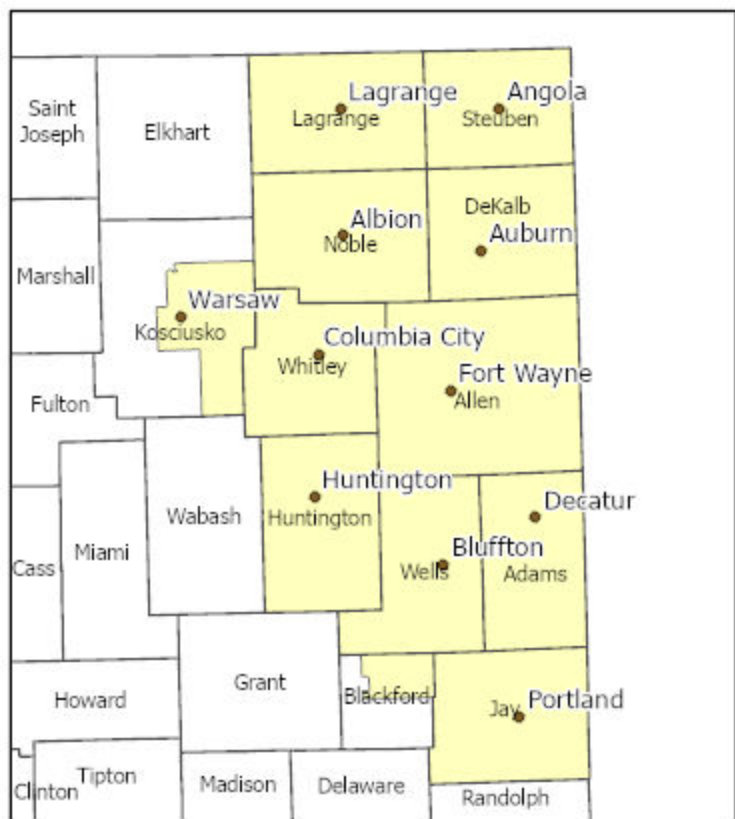 Saint
Joseph
Elkhart
Lagrange
Lagrange
Angola
Steuben
Marshall
Albion
Noble
DeKalb
Auburn
Warsaw
Kosciusko
Columbia City
Whitley
Fort Wayne
Allen
Fulton
Huntington
Huntington
Wabash
Decatur
Adams
Bluffton
Wells
Miami
Cass
Grant
Howard
Blackford
Jay
Portland
Clinton
Tipton
Madison
Delaware
Randolph